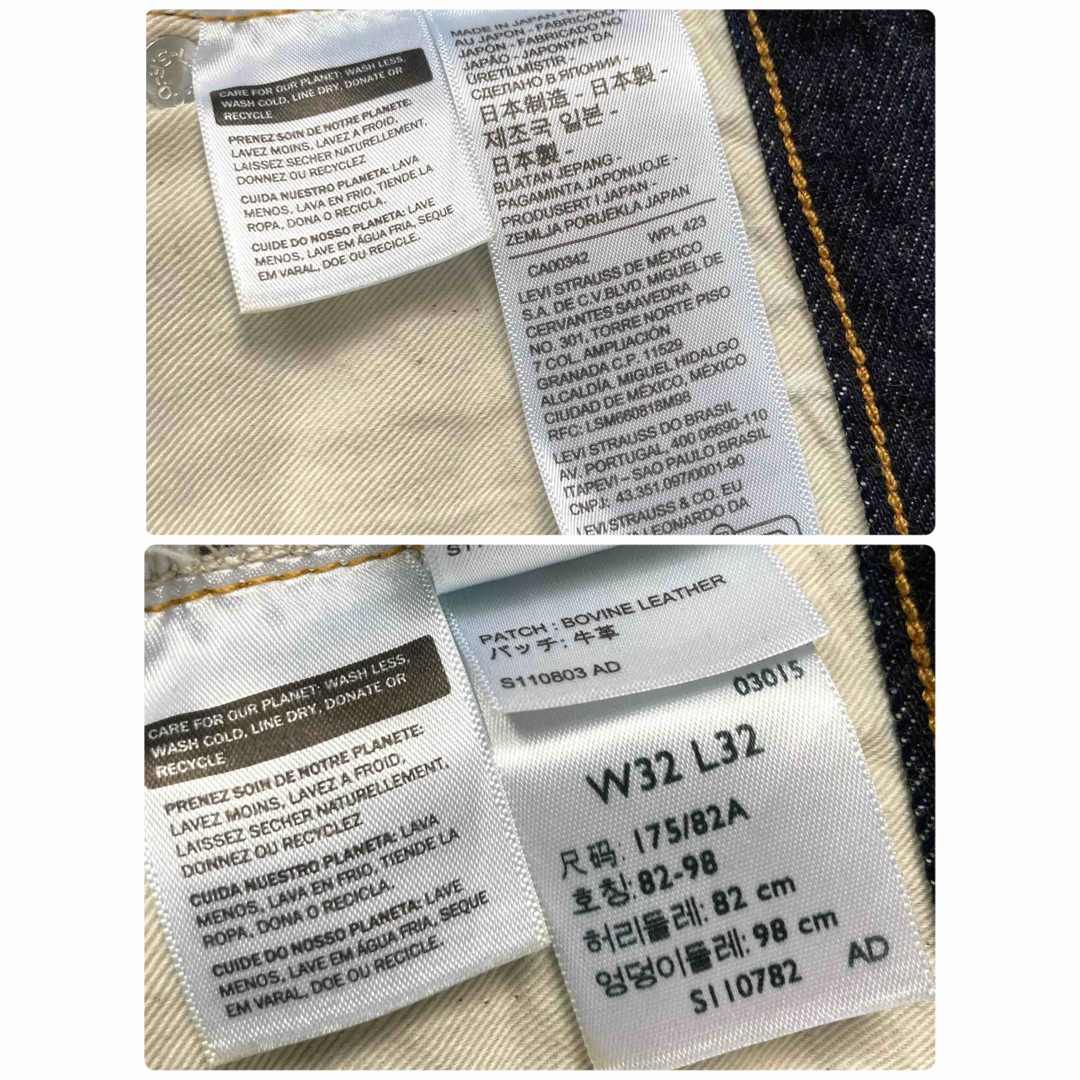 CARE FOR OUR PLANET: WASH LESS,
WASH COLD, LINE DRY, DONATE OR
RECYCLE
PRENEZ SOIN DE NOTRE PLANETE:
LAVEZ MOINS, LAVEZ A FROID,
LAISSEZ SECHER NATURELLEMENT,
DONNEZ OU RECYCLEZ
CUIDA NUESTRO PLANETA: LAVA
MENOS, LAVA EN FRIO, TIENDE LA
ROPA, DONA O RECICLA.
CUIDE DO NOSSO PLANETA: LAVE
MENOS, LAVE EM ÁGUA FRIA, SEQUE
EM VARAL, DOE OU RECICLE.
MADE IN JAPAN - FABRICADO
AU JAPON - FABRICADO NO
JAPÓN - FABRICADO NO
JAPÃO - JAPONYA' DA
ÜRETILMISTIR -
СДЕЛАНО В ЯПОНИИ -
日本制造 - 日本製 -
제조국 일본 -
日本製 -
BUATAN JEPANG -
PAGAMINTA JAPONIJOJE -
PRODUSERT I JAPAN -
ZEMLJA PORIJEKLA JAPAN
CA00342 WPL 423
LEVI STRAUSS DE MÉXICO
S.A. DE C.V.BLVD. MIGUEL DE
CERVANTES SAAVEDRA
NO. 301, TORRE NORTE PISO
7 COL. AMPLIACIÓN
GRANADA C.P. 11529
ALCALDÍA. MIGUEL HIDALGO
CIUDAD DE MÉXICO, MÉXICO
RFC: LSM660818M98
LEVI STRAUSS DO BRASIL
AV. PORTUGAL, 400 06690-110
ITAPEVI – SAO PAULO BRASIL
CNPJ: 43.351.097/0001-90
LEVI STRAUSS & CO. EU
LEONARDO DA
CARE FOR OUR PLANET: WASH LESS,
WASH COLD, LINE DRY, DONATE OR
RECYCLE
PRENEZ SOIN DE NOTRE PLANETE:
LAVEZ MOINS, LAVEZ A FROID,
LAISSEZ SECHER NATURELLEMENT,
DONNEZ OU RECYCLEZ
CUIDA NUESTRO PLANETA: LAVA
MENOS, LAVA EN FRIO, TIENDE LA
ROPA, DONA O RECICLA.
CUIDE DO NOSSO PLANETA: LAVE
MENOS, LAVE EM ÁGUA FRIA, SEQUE
EM VARAL, DOE OU RECICLE.
PATCH : BOVINE LEATHER
パッチ : 牛革
S110803 AD
03015
W32 L32
尺码: 175/82A
호칭: 82-98
허리둘레: 82 cm
엉덩이둘레: 98 cm
S110782 AD